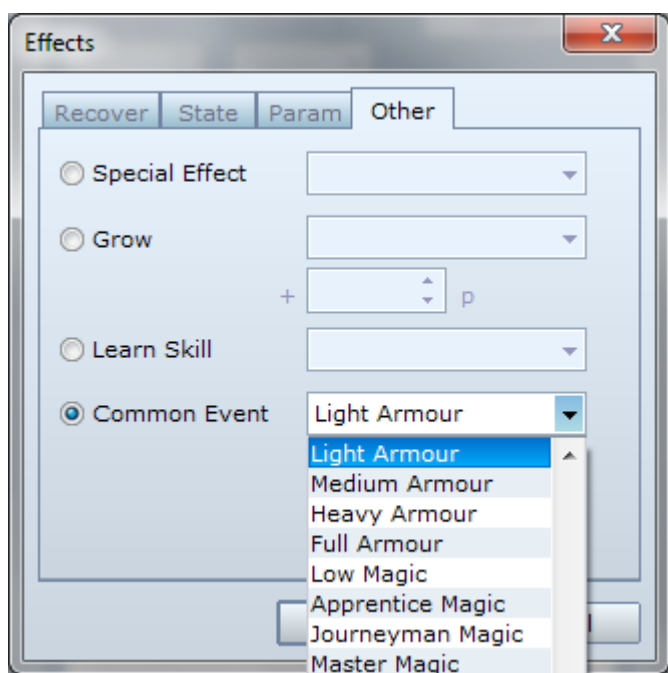 Effects
Recover State Param Other
Special Effect
Grow
+ p
Learn Skill
Common Event Light Armour
Light Armour
Medium Armour
Heavy Armour
Full Armour
Low Magic
Apprentice Magic
Journeyman Magic
Master Magic